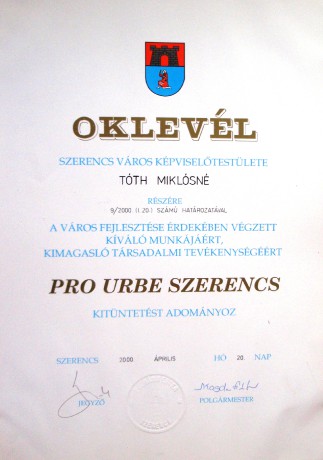 OKLEVÉL
SZERENCS VÁROS KÉPVISELŐTESTÜLETE
TÓTH MIKLÓSNÉ
RÉSZÉRE
9/2000 (I.20.) SZÁMÚ HATÁROZATÁVAL
A VÁROS FEJLESZTÉSE ÉRDEKÉBEN VÉGZETT
KIVÁLÓ MUNKÁJÁÉRT,
KIMAGASLÓ TÁRSADALMI TEVÉKENYSÉGÉÉRT
PRO URBE SZERENCS
KITÜNTETÉST ADOMÁNYOZ
SZERENCS 2000. ÁPRILIS HÓ 20. NAP
JEGYZŐ
POLGÁRMESTER